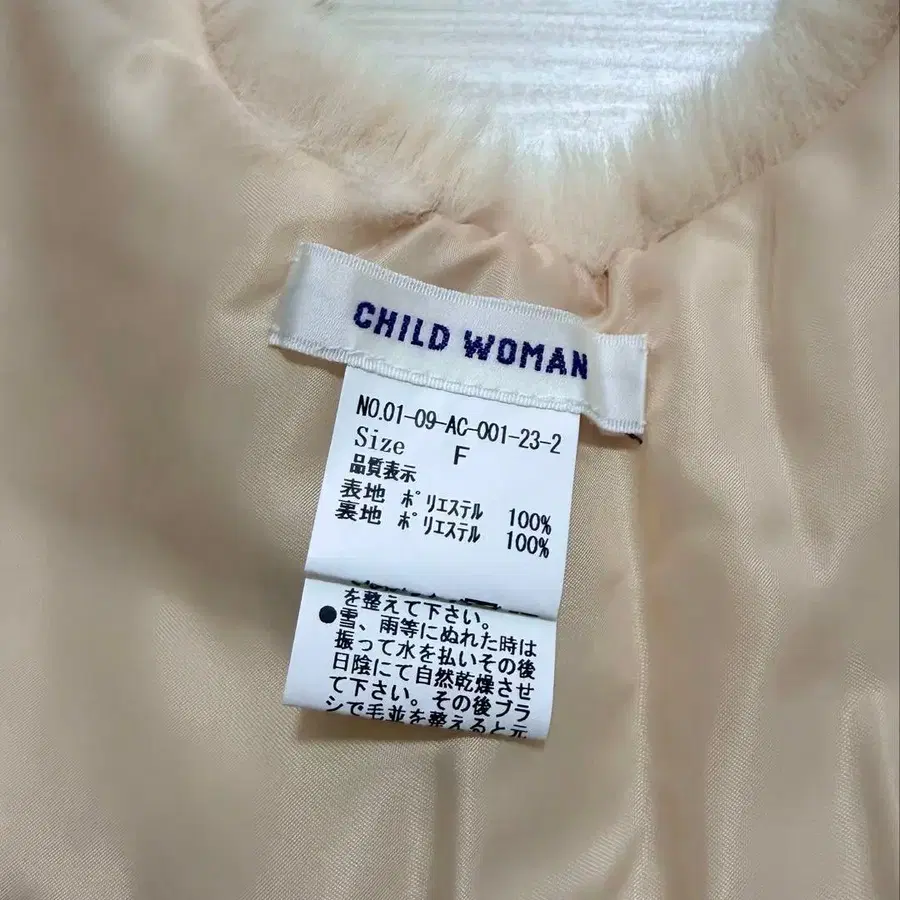 CHILD WOMAN
NO.01-09-AC-001-23-2
Size F
品質表示
表地 ﾎﾟﾘｴｽﾃﾙ 100%
裏地 ﾎﾟﾘｴｽﾃﾙ 100%
を整えて下さい。
●雪、雨等にぬれた時は
振って水を払いその後
日陰にて自然乾燥させ
て下さい。その後ブラ
シで毛並を整えると元